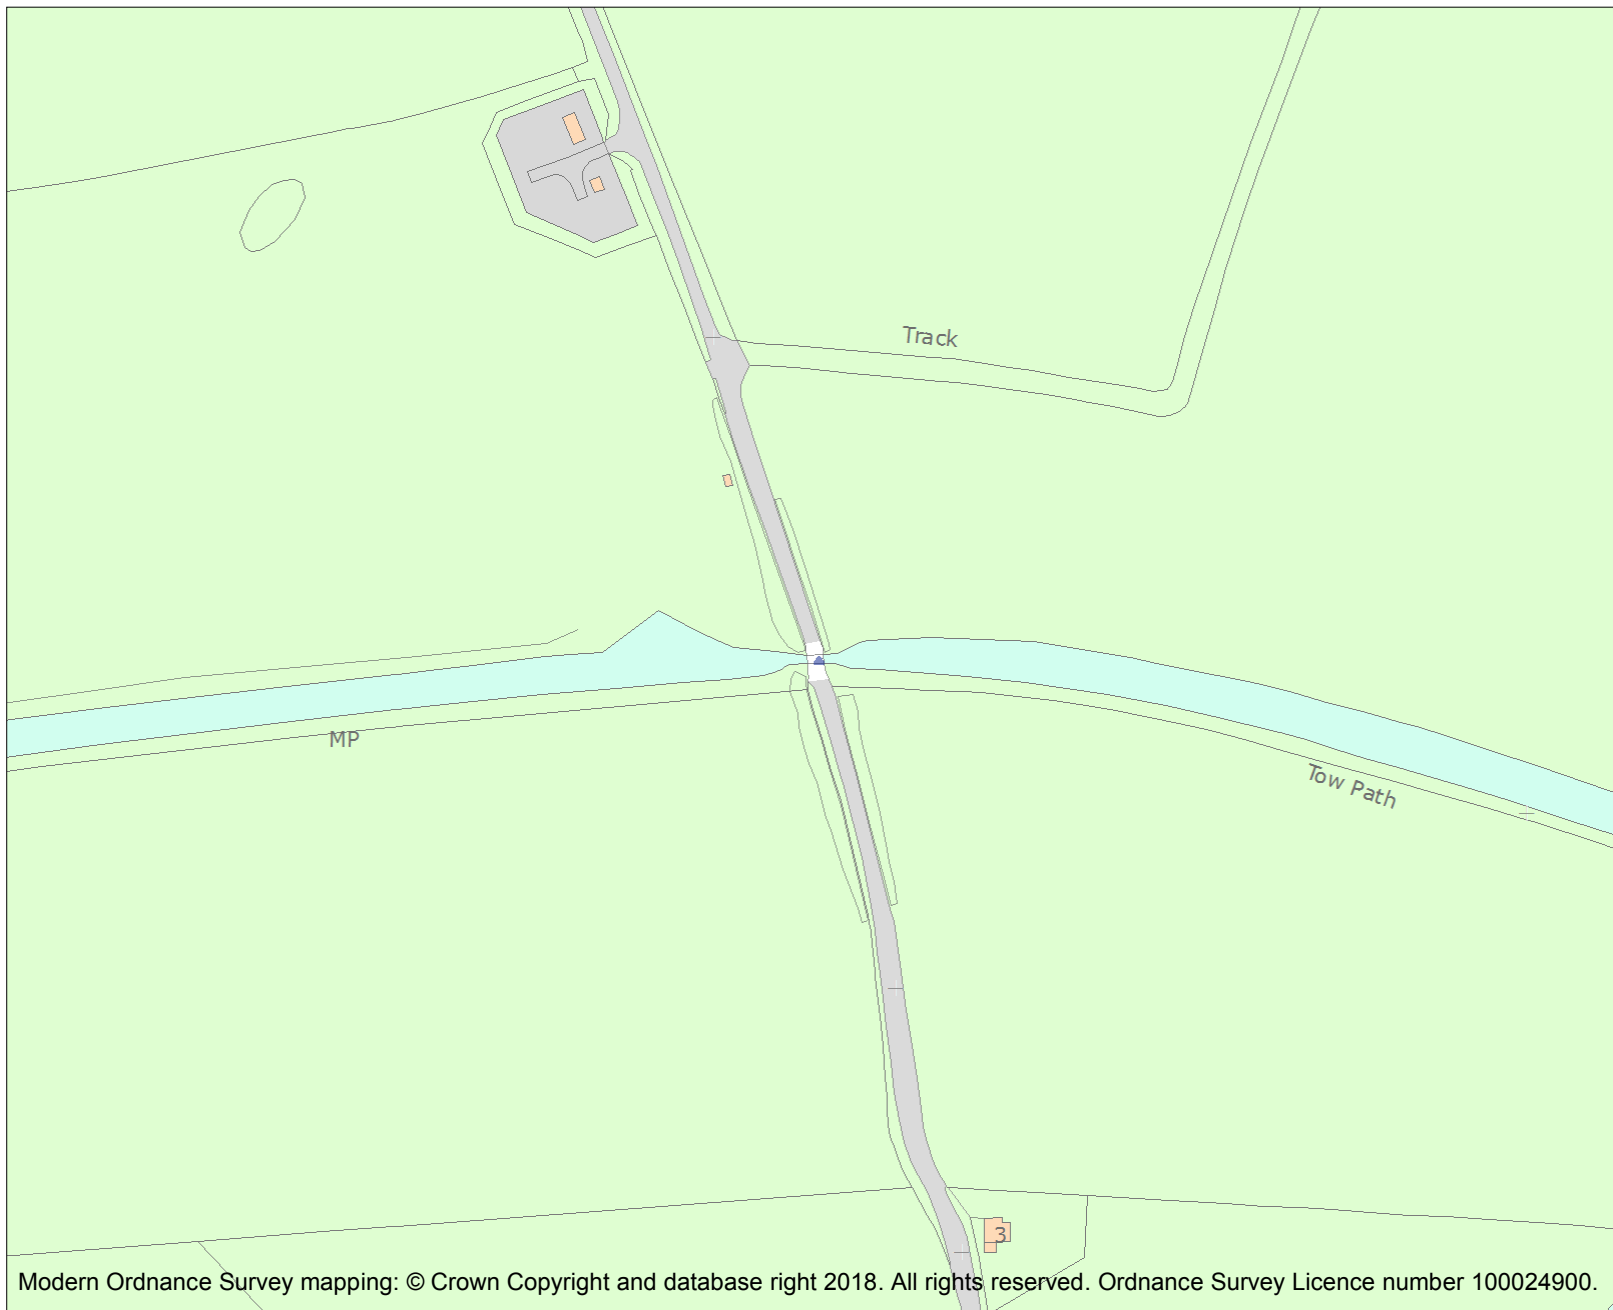 Track
MP
Tow Path
3
Modern Ordnance Survey mapping: © Crown Copyright and database right 2018. All rights reserved. Ordnance Survey Licence number 100024900.